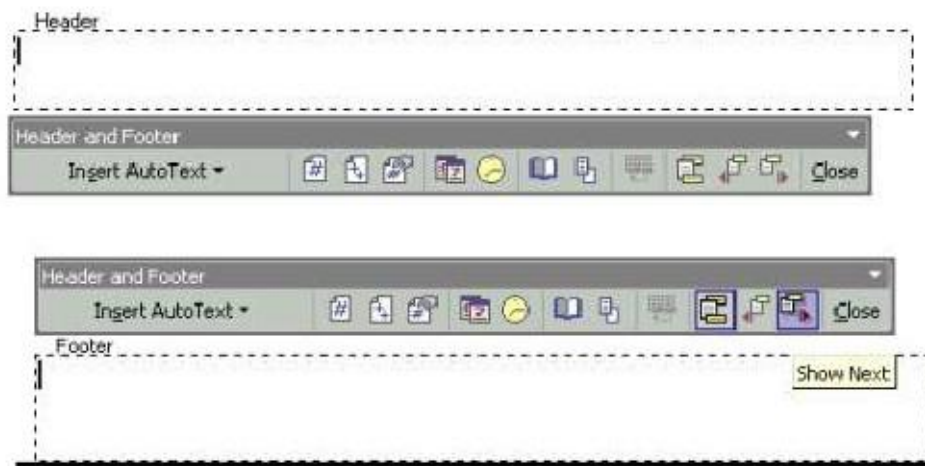 Header
Header and Footer
Insert AutoText Close
Header and Footer
Insert AutoText Close
Footer
Show Next